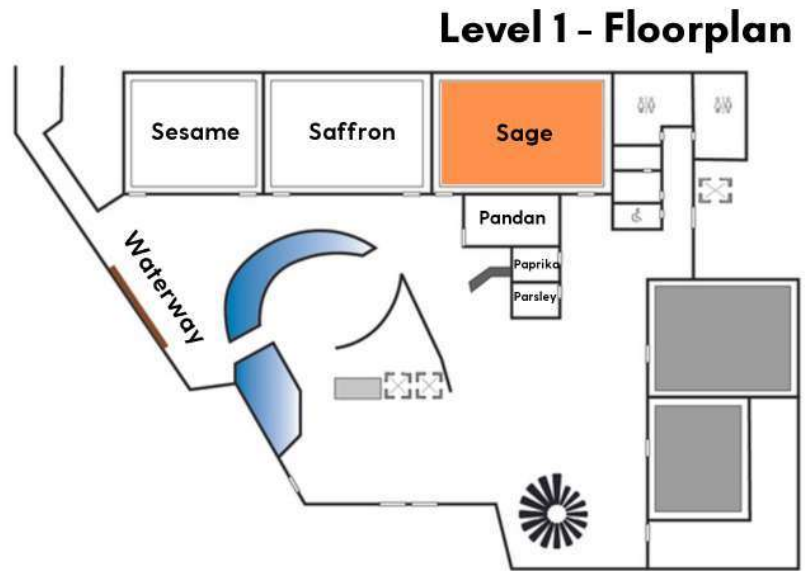 Level 1 - Floorplan
Sesame
Saffron
Sage
Pandan
Waterway
Paprika
Parsley